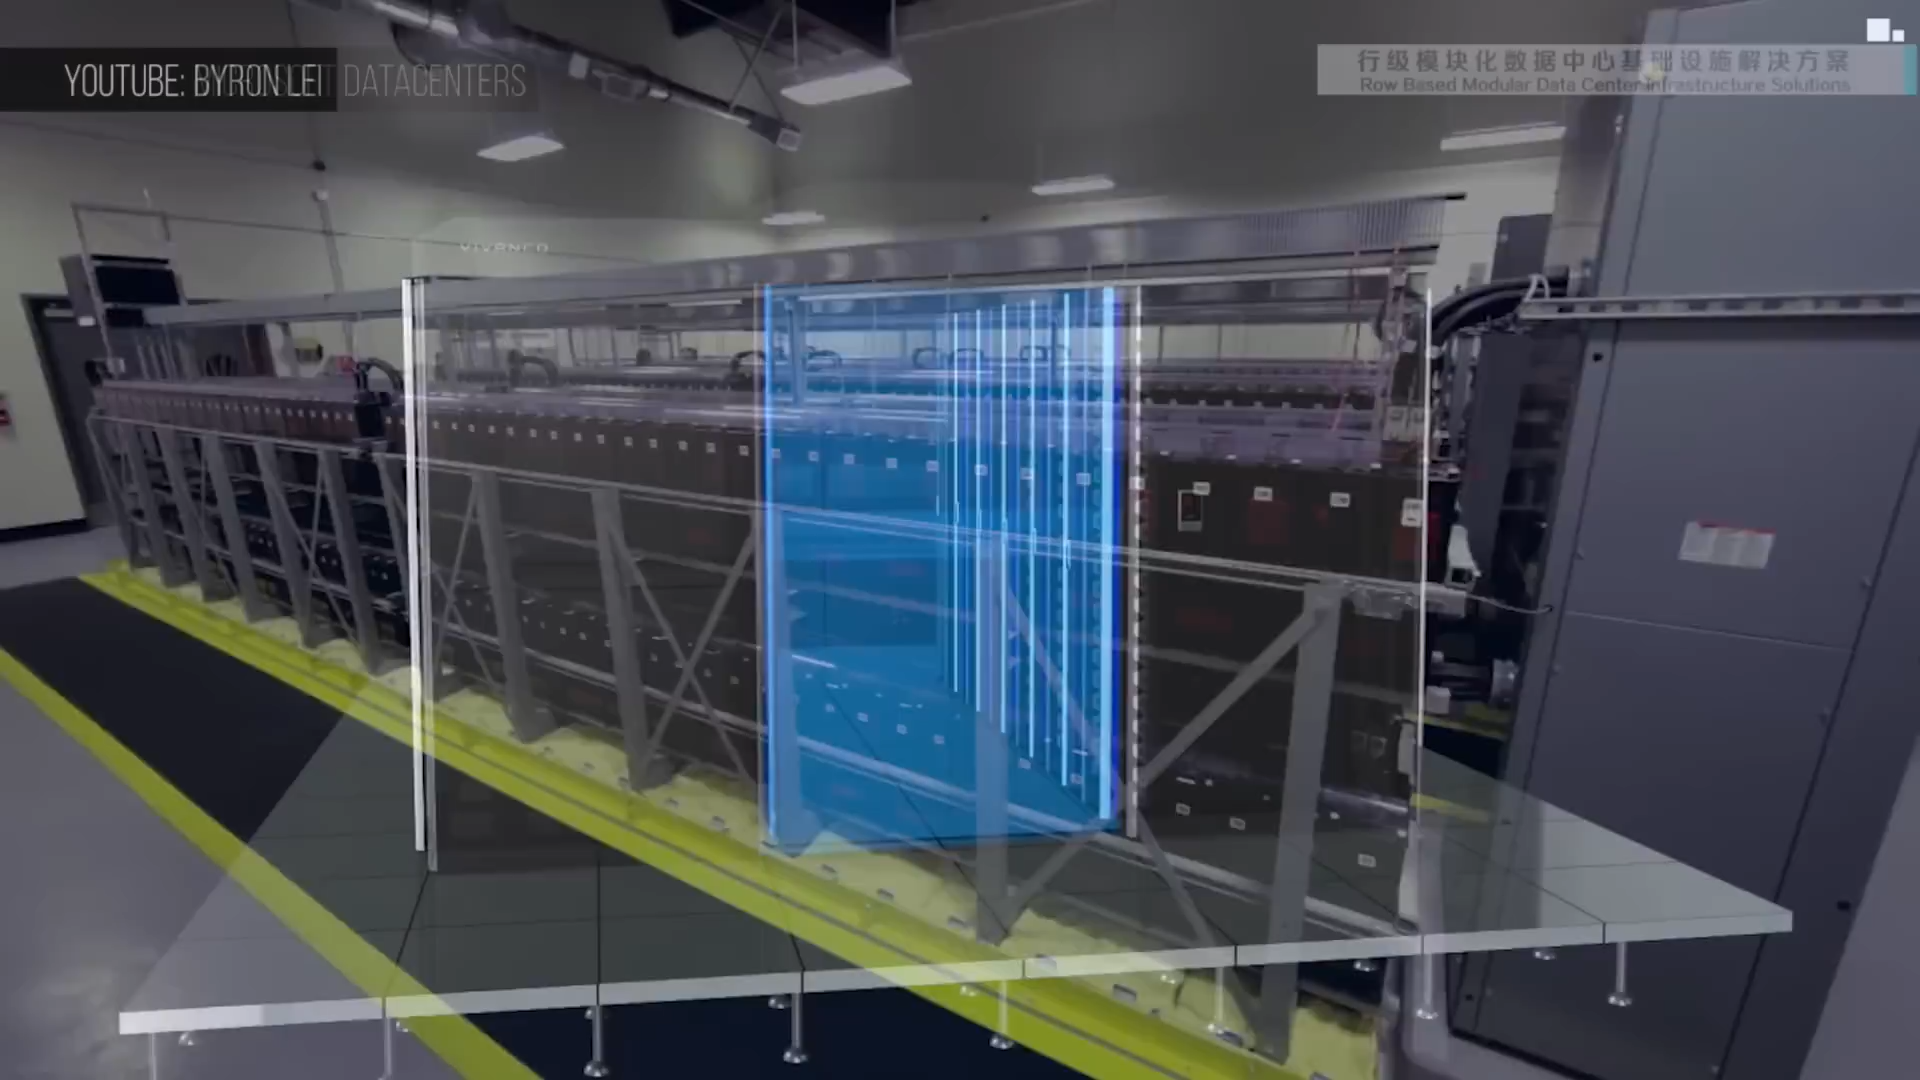 YOUTUBE: BYRON LEI
DATACENTERS
行级模块化数据中心基础设施解决方案
Row Based Modular Data Center Infrastructure Solutions